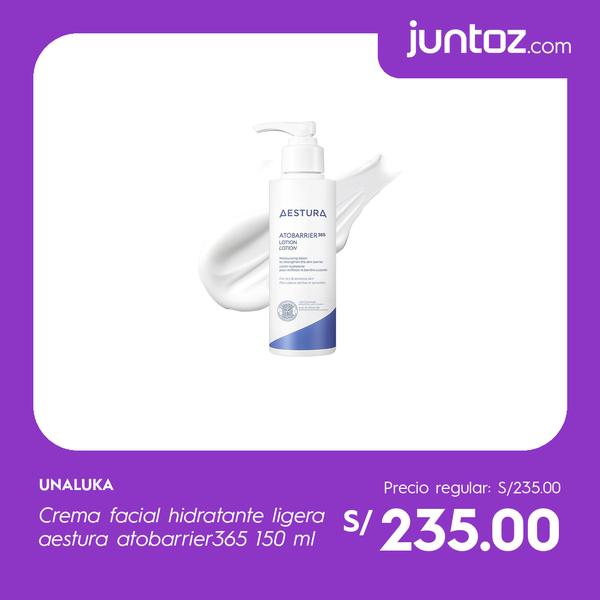 juntoz.com
AESTURA
ATOBARRIER365
LOTION
LOTION
UNALUKA
Crema facial hidratante ligera
aestura atobarrier365 150 ml
Precio regular: S/235.00
S/ 235.00